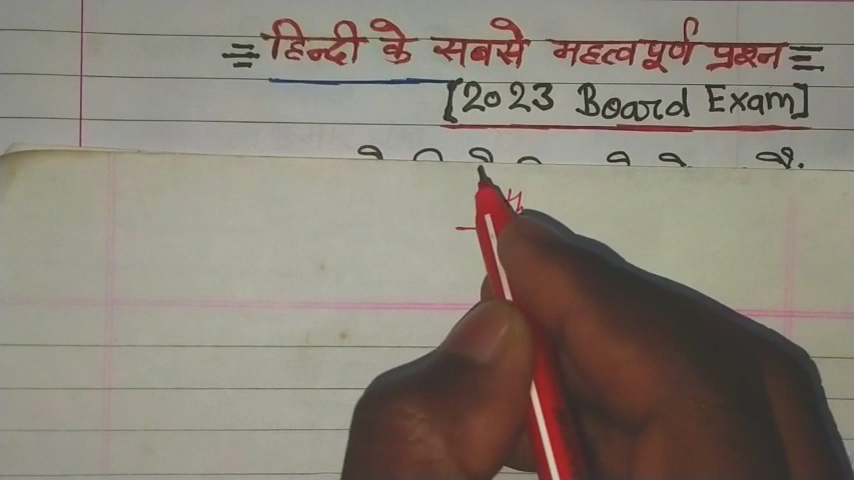 = हिन्दी के सबसे महत्वपूर्ण प्रश्न =
[2023 Board Exam]